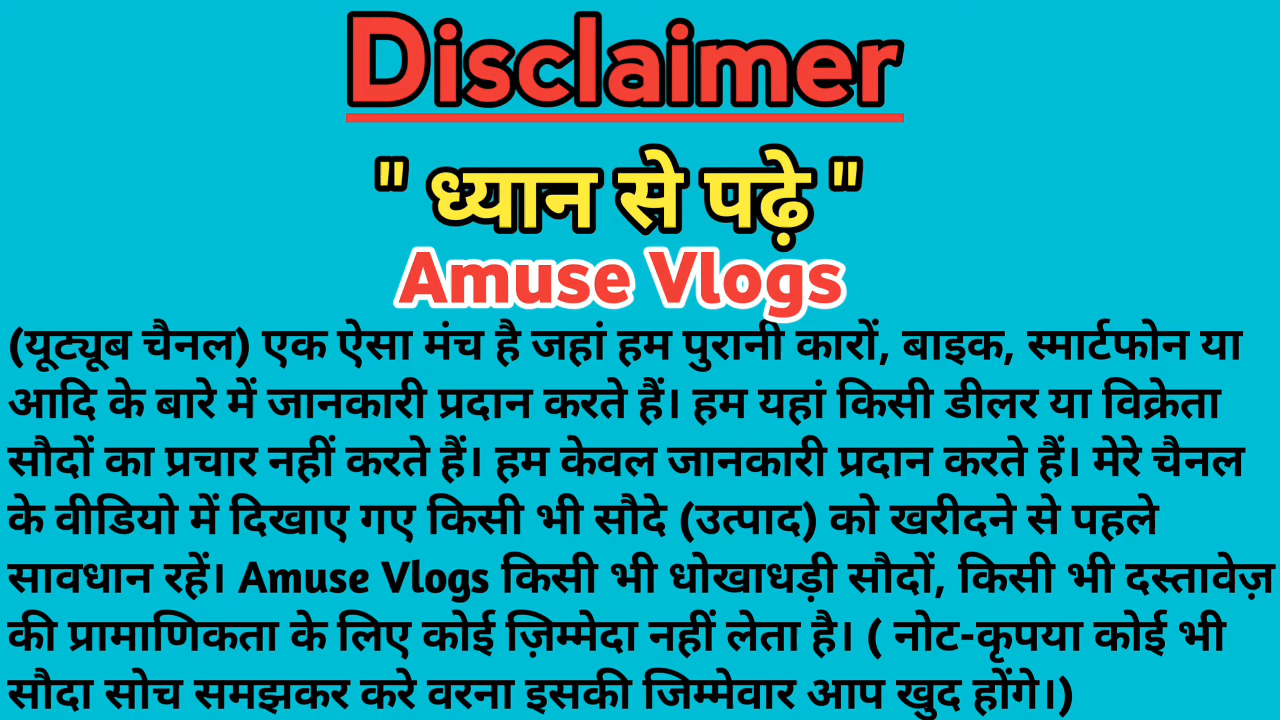 Disclaimer
" ध्यान से पढ़े "
Amuse Vlogs
(यूट्यूब चैनल) एक ऐसा मंच है जहां हम पुरानी कारों, बाइक, स्मार्टफोन या
आदि के बारे में जानकारी प्रदान करते हैं। हम यहां किसी डीलर या विक्रेता
सौदों का प्रचार नहीं करते हैं। हम केवल जानकारी प्रदान करते हैं। मेरे चैनल
के वीडियो में दिखाए गए किसी भी सौदे (उत्पाद) को खरीदने से पहले
सावधान रहें। Amuse Vlogs किसी भी धोखाधड़ी सौदों, किसी भी दस्तावेज़
की प्रामाणिकता के लिए कोई ज़िम्मेदा नहीं लेता है। ( नोट-कृपया कोई भी
सौदा सोच समझकर करे वरना इसकी जिम्मेवार आप खुद होंगे।)